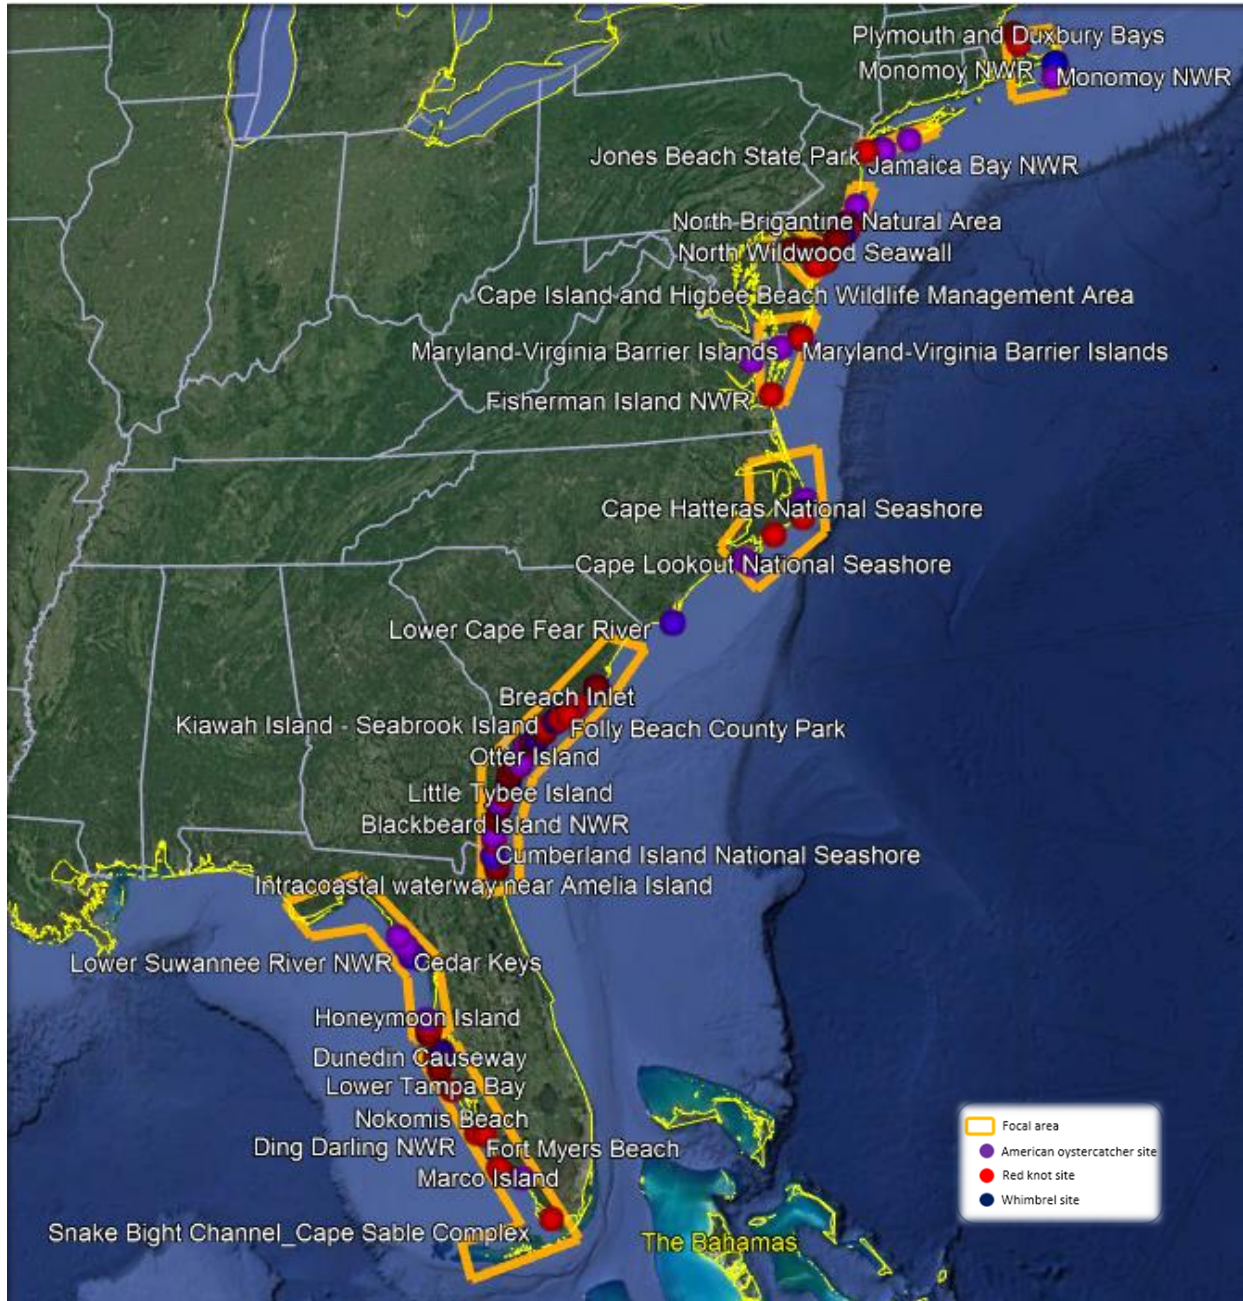 Plymouth and Duxbury Bays
Monomoy NWR
Monomoy NWR
Jones Beach State Park
Jamaica Bay NWR
North Brigantine Natural Area
North Wildwood Seawall
Cape Island and Higbee Beach Wildlife Management Area
Maryland-Virginia Barrier Islands
Maryland-Virginia Barrier Islands
Fisherman Island NWR
Cape Hatteras National Seashore
Cape Lookout National Seashore
Lower Cape Fear River
Breach Inlet
Kiawah Island - Seabrook Island
Folly Beach County Park
Otter Island
Little Tybee Island
Blackbeard Island NWR
Cumberland Island National Seashore
Intracoastal waterway near Amelia Island
Lower Suwannee River NWR
Cedar Keys
Honeymoon Island
Dunedin Causeway
Lower Tampa Bay
Nokomis Beach
Ding Darling NWR
Fort Myers Beach
Marco Island
Snake Bight Channel_Cape Sable Complex
The Bahamas
Focal area
American oystercatcher site
Red knot site
Whimbrel site